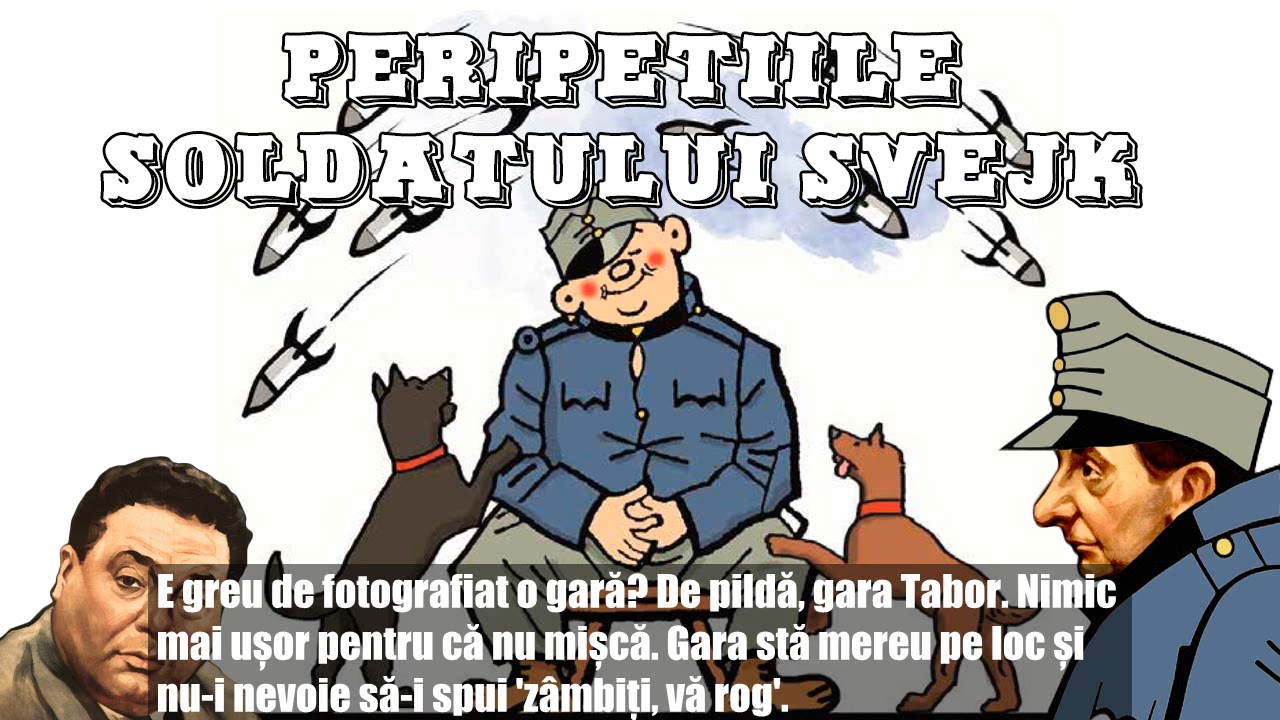 PERIPETIILE
SOLDATULUI SVEJK
E greu de fotografiat o gară? De pildă, gara Tabor. Nimic
mai ușor pentru că nu mișcă. Gara stă mereu pe loc și
nu-i nevoie să-i spui 'zâmbiți, vă rog'.